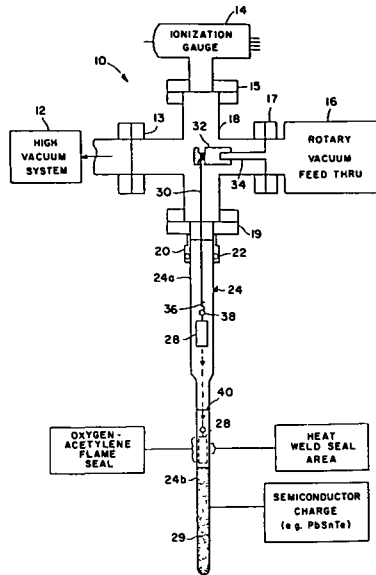 14
IONIZATION
GAUGE
10
15
12
13
18
17
16
32
HIGH
VACUUM
SYSTEM
ROTARY
VACUUM
FEED THRU
34
30
19
20
22
24a
24
36
38
28
40
28
OXYGEN-
ACETYLENE
FLAME
SEAL
HEAT
WELD SEAL
AREA
24b
SEMICONDUCTOR
CHARGE
(e.g. PbSnTe)
29